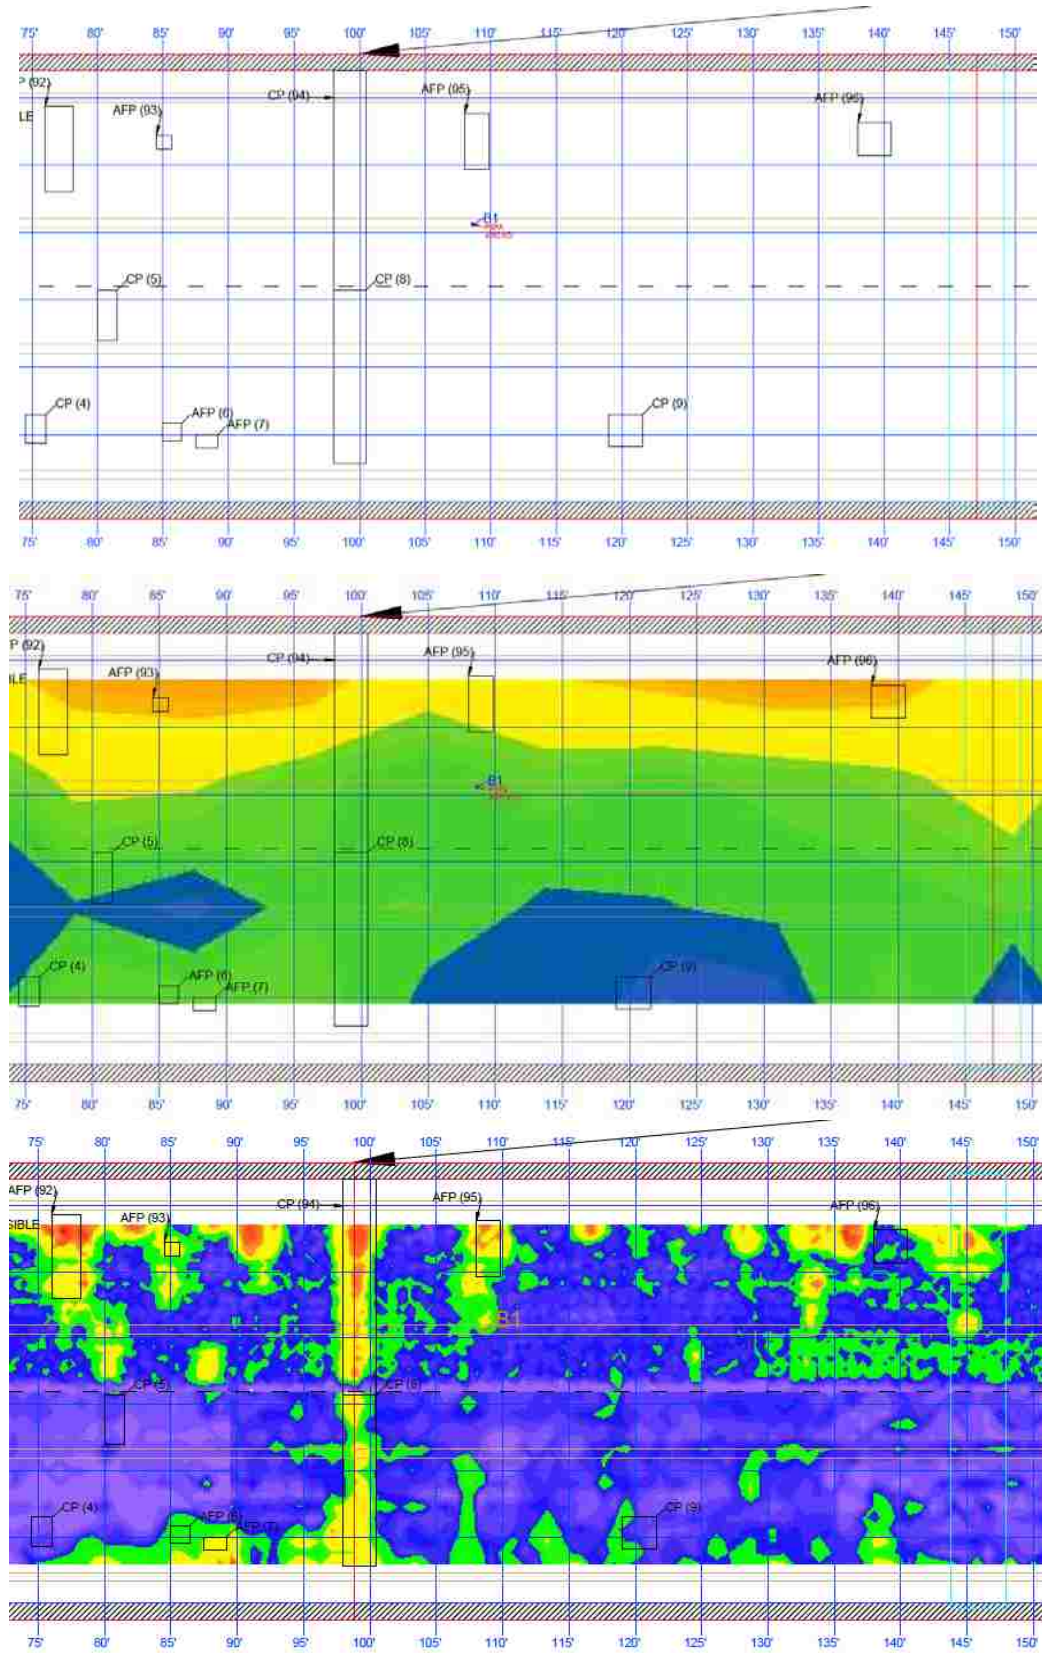 75' 80' 85' 90' 95' 100' 105' 110' 115' 120' 125' 130' 135' 140' 145' 150'
P (92)
LE
AFP (93)
CP (94)
AFP (95)
AFP (96)
B1
CP (5)
CP (8)
CP (4)
AFP (6)
AFP (7)
CP (9)
75' 80' 85' 90' 95' 100' 105' 110' 115' 120' 125' 130' 135' 140' 145' 150'
75' 80' 85' 90' 95' 100' 105' 110' 115' 120' 125' 130' 135' 140' 145' 150'
P (92)
BLE
AFP (93)
CP (94)
AFP (95)
AFP (96)
B1
CP (5)
CP (8)
CP (4)
AFP (6)
AFP (7)
CP (9)
75' 80' 85' 90' 95' 100' 105' 110' 115' 120' 125' 130' 135' 140' 145' 150'
75' 80' 85' 90' 95' 100' 105' 110' 115' 120' 125' 130' 135' 140' 145' 150'
AFP (92)
SIBLE
AFP (93)
CP (94)
AFP (95)
AFP (96)
B1
CP (5)
CP (8)
CP (4)
AFP (6)
AFP (7)
CP (9)
75' 80' 85' 90' 95' 100' 105' 110' 115' 120' 125' 130' 135' 140' 145' 150'